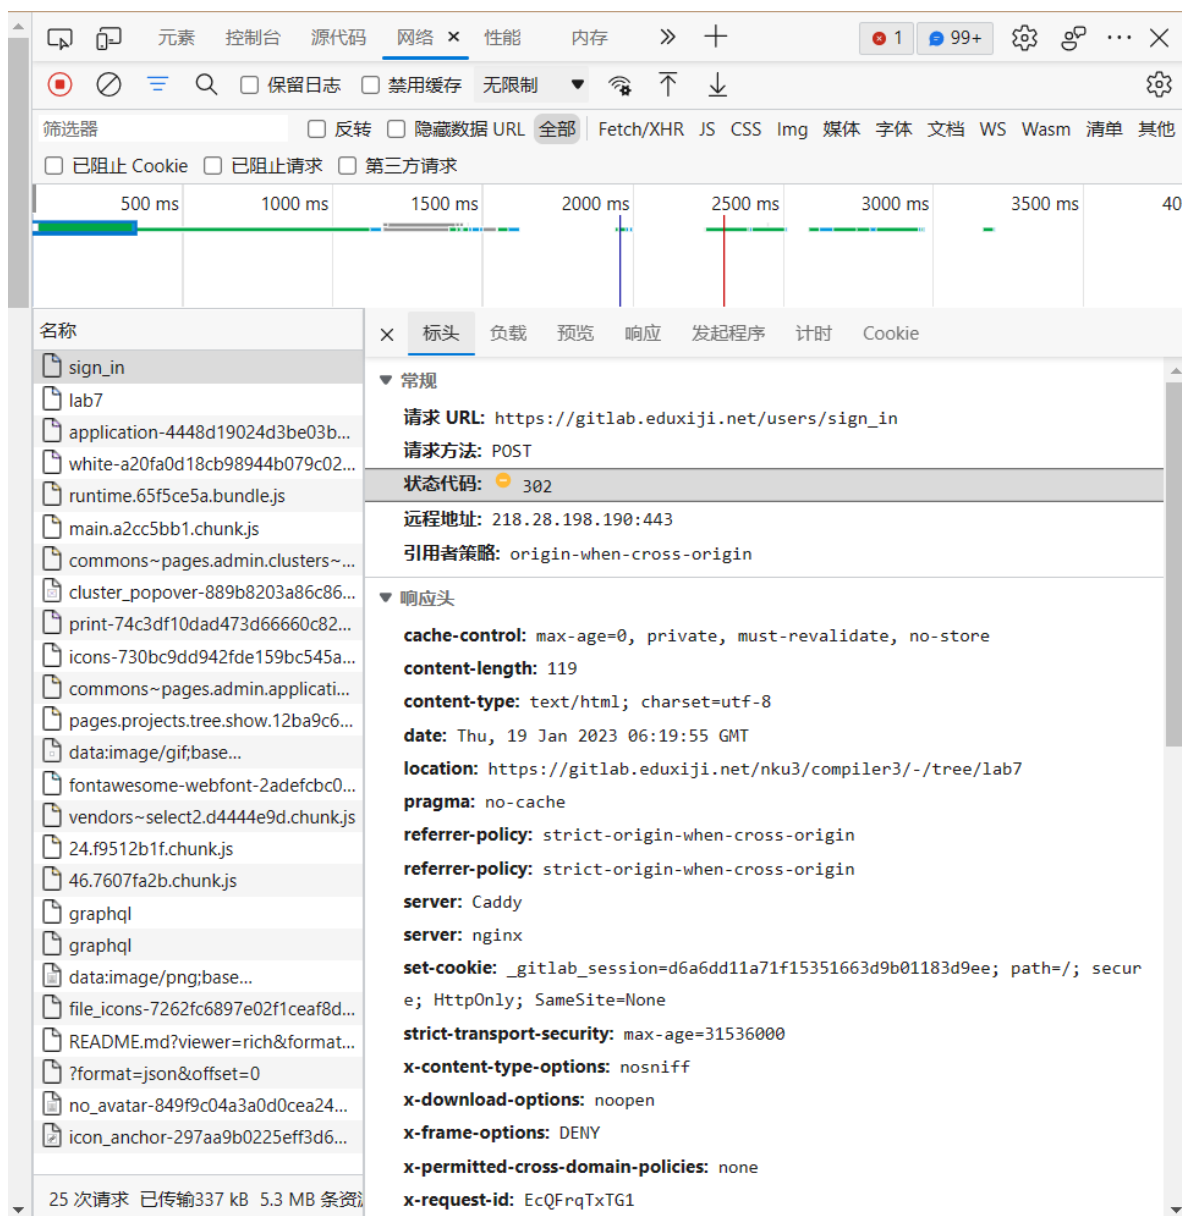 元素 控制台 源代码 网络 × 性能 内存 » + 1 99+ ··· ×
保留日志 禁用缓存 无限制
筛选器 反转 隐藏数据 URL 全部 Fetch/XHR JS CSS Img 媒体 字体 文档 WS Wasm 清单 其他
已阻止 Cookie 已阻止请求 第三方请求
500 ms 1000 ms 1500 ms 2000 ms 2500 ms 3000 ms 3500 ms 40
名称
sign_in
lab7
application-4448d19024d3be03b...
white-a20fa0d18cb98944b079c02...
runtime.65f5ce5a.bundle.js
main.a2cc5bb1.chunk.js
commons~pages.admin.clusters~...
cluster_popover-889b8203a86c86...
print-74c3df10dad473d66660c82...
icons-730bc9dd942fde159bc545a...
commons~pages.admin.applicati...
pages.projects.tree.show.12ba9c6...
data:image/gif;base...
fontawesome-webfont-2adefcbc0...
vendors~select2.d4444e9d.chunk.js
24.f9512b1f.chunk.js
46.7607fa2b.chunk.js
graphql
graphql
data:image/png;base...
file_icons-7262fc6897e02f1ceaf8d...
README.md?viewer=rich&format...
?format=json&offset=0
no_avatar-849f9c04a3a0d0cea24...
icon_anchor-297aa9b0225eff3d6...
25 次请求 已传输337 kB 5.3 MB 条资
× 标头 负载 预览 响应 发起程序 计时 Cookie
常规
请求 URL: https://gitlab.eduxiji.net/users/sign_in
请求方法: POST
状态代码: 302
远程地址: 218.28.198.190:443
引用者策略: origin-when-cross-origin
响应头
cache-control: max-age=0, private, must-revalidate, no-store
content-length: 119
content-type: text/html; charset=utf-8
date: Thu, 19 Jan 2023 06:19:55 GMT
location: https://gitlab.eduxiji.net/nku3/compiler3/-/tree/lab7
pragma: no-cache
referrer-policy: strict-origin-when-cross-origin
referrer-policy: strict-origin-when-cross-origin
server: Caddy
server: nginx
set-cookie: _gitlab_session=d6a6dd11a71f15351663d9b01183d9ee; path=/; secur
e; HttpOnly; SameSite=None
strict-transport-security: max-age=31536000
x-content-type-options: nosniff
x-download-options: noopen
x-frame-options: DENY
x-permitted-cross-domain-policies: none
x-request-id: EcQFrqTxTG1